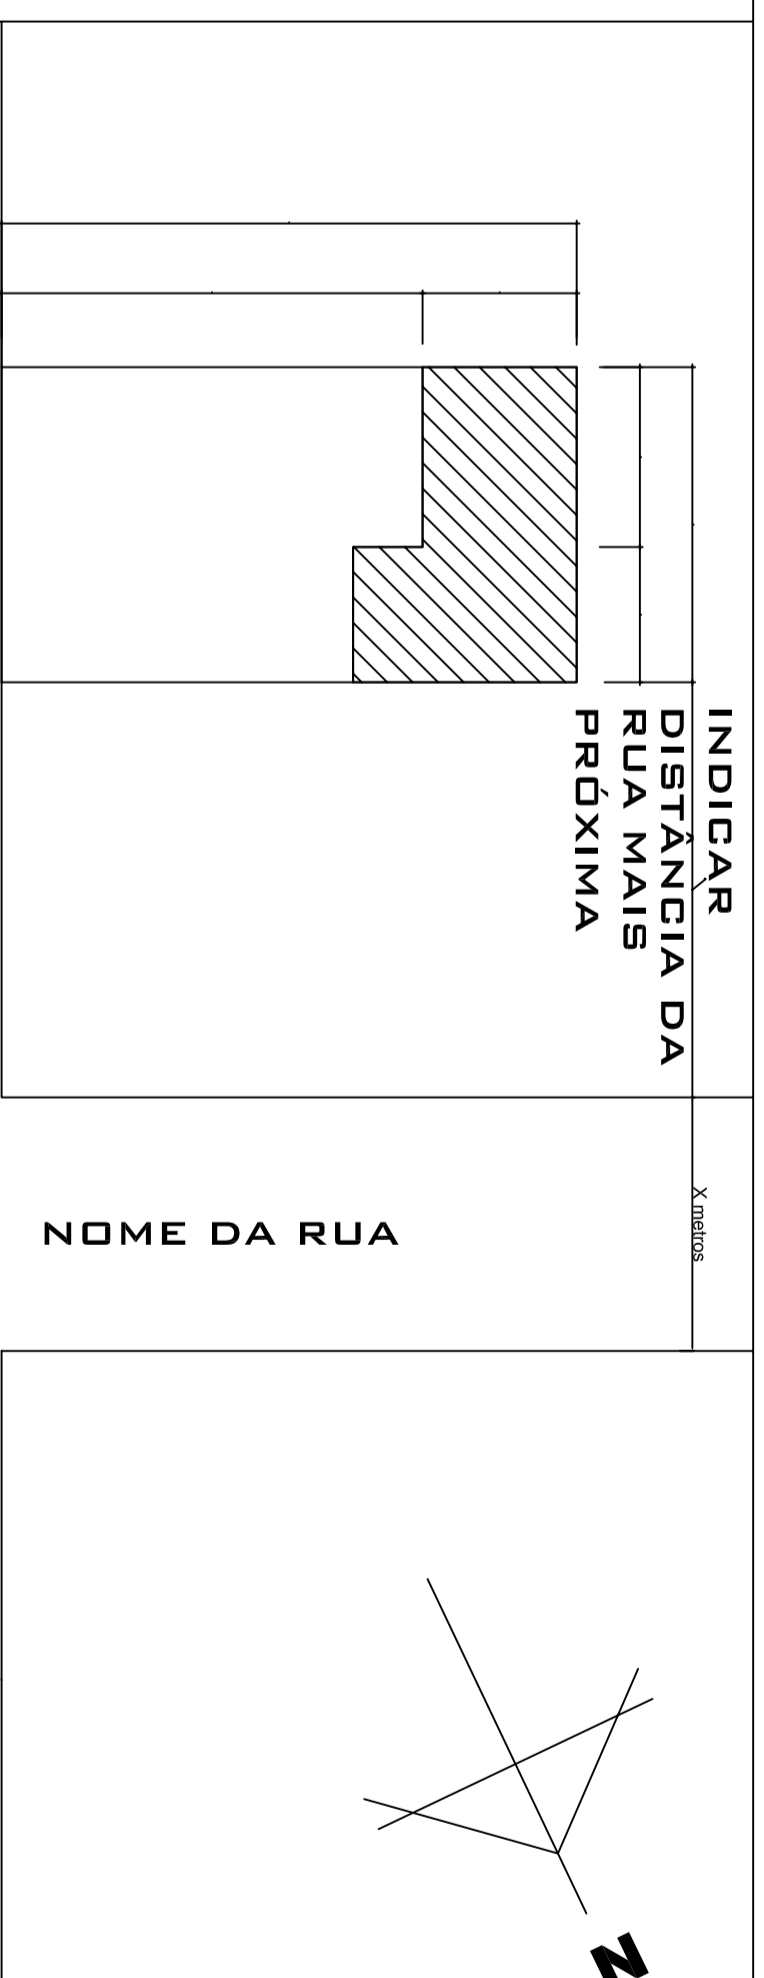 INDICAR
DISTÂNCIA DA
RUA MAIS
PRÓXIMA
X metros
NOME DA RUA
N